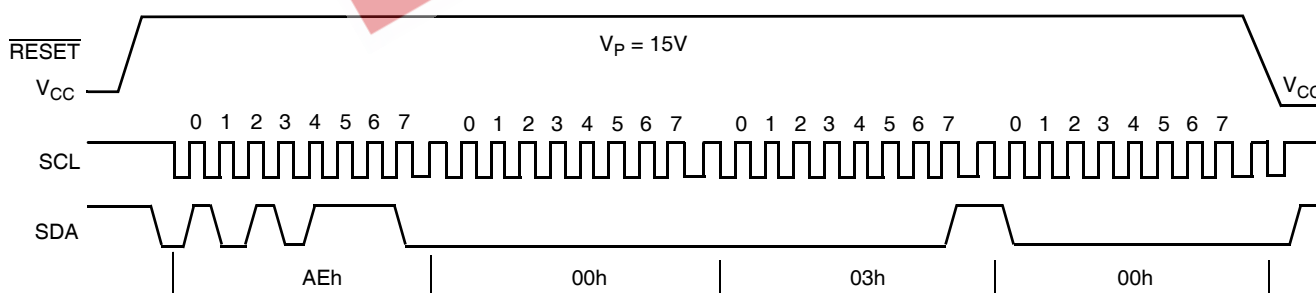 RESET
VP = 15V
VCC
VCC
0 1 2 3 4 5 6 7 0 1 2 3 4 5 6 7 0 1 2 3 4 5 6 7 0 1 2 3 4 5 6 7
SCL
SDA
AEh 00h 03h 00h